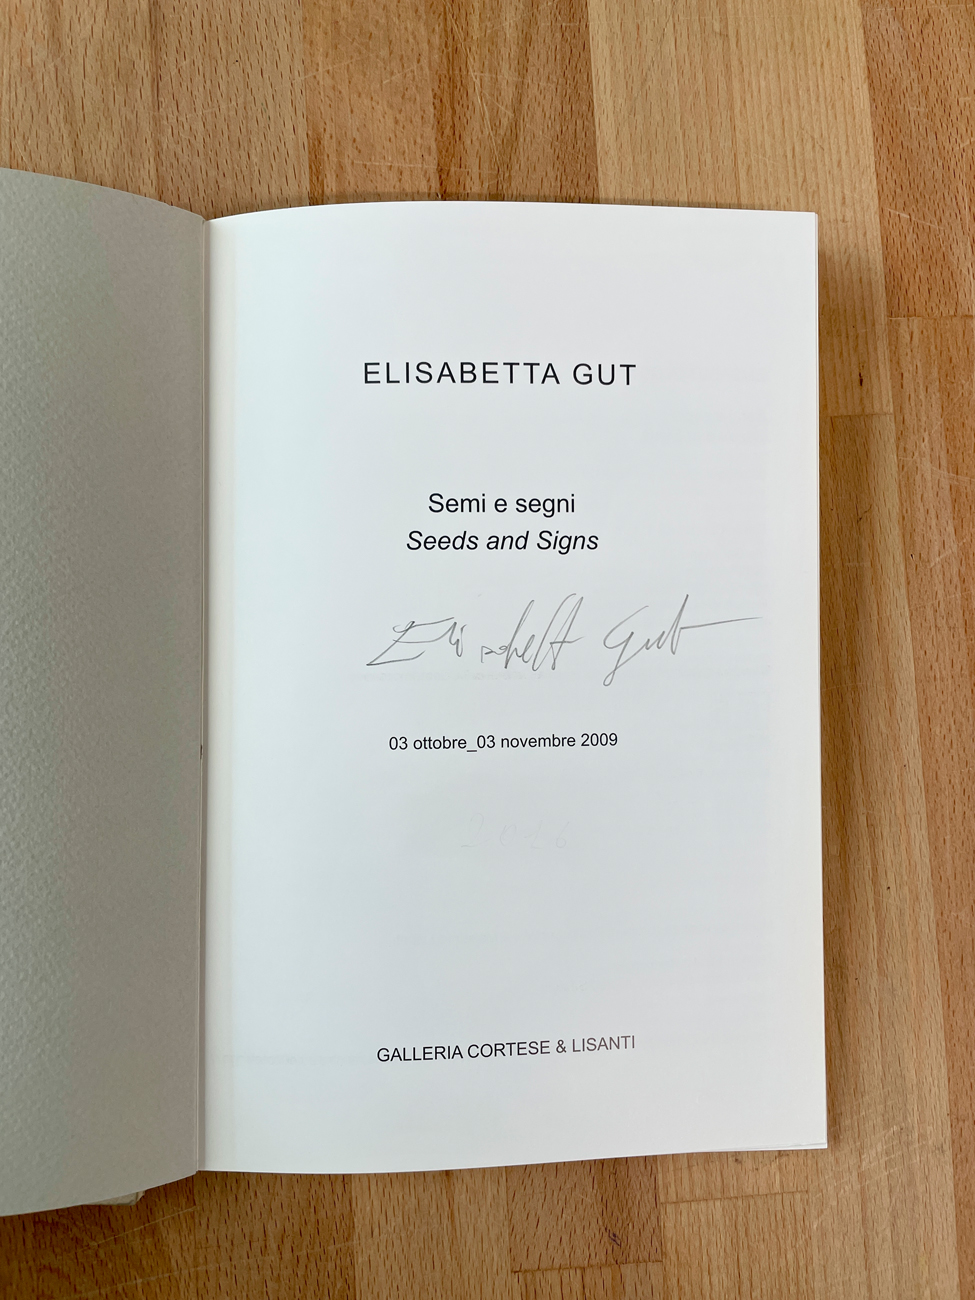 ELISABETTA GUT
Semi e segni
Seeds and Signs
Elisabetta Gut
03 ottobre_03 novembre 2009
GALLERIA CORTESE & LISANTI